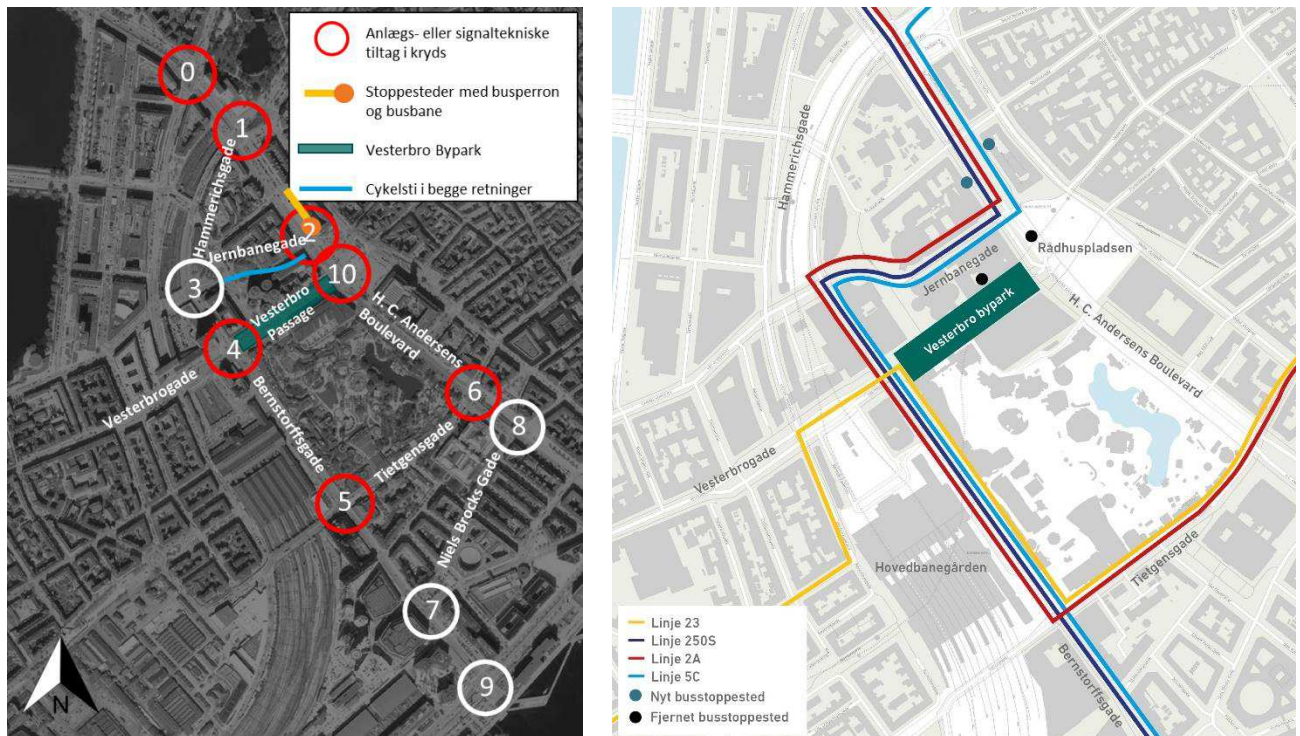 0
Anlægs- eller signaltekniske
tiltag i kryds
Stoppesteder med busperron
og busbane
Vesterbro Bypark
Cykelsti i begge retninger
1
Hammerichsgade
2
Jernbanegade
3
10
Vesterbro
Passage
H. C. Andersens
Boulevard
4
Vesterbrogade
Bernstorffsgade
6
8
Tietgensgade
5
Niels Brocks Gade
7
9
N
Hammerichsgade
Rådhuspladsen
Jernbanegade
Vesterbro bypark
H. C. Andersens Boulevard
Vesterbrogade
Hovedbanegården
Tietgensgade
Bernstorffsgade
Linje 23
Linje 250S
Linje 2A
Linje 5C
Nyt busstoppested
Fjernet busstoppested